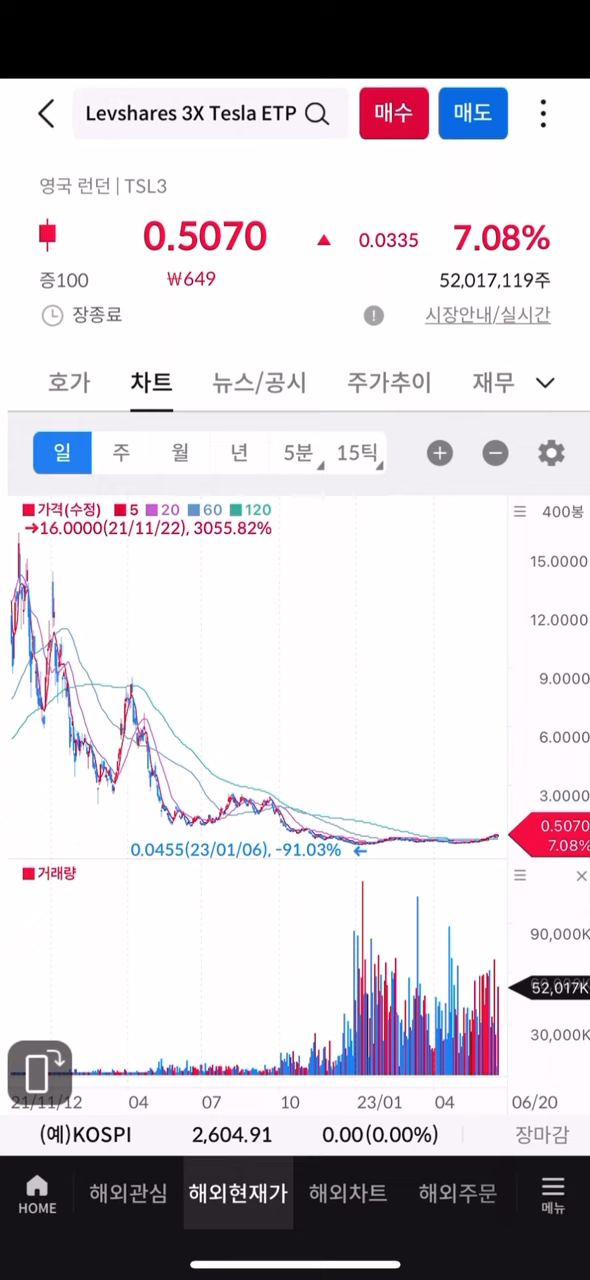 Levshares 3X Tesla ETP 매수 매도
영국 런던 | TSL3
0.5070 ▲ 0.0335 7.08%
증100 ₩649 52,017,119주
장종료 ! 시장안내/실시간
호가 차트 뉴스/공시 주가추이 재무
일 주 월 년 5분 15틱
가격(수정) 5 20 60 120 400봉
→16.0000(21/11/22), 3055.82%
15.0000
12.0000
9.0000
6.0000
3.0000
0.5070
7.08%
0.0455(23/01/06), -91.03% ←
거래량
90,000K
52,017K
30,000K
21/11/12 04 07 10 23/01 04 06/20
(예)KOSPI 2,604.91 0.00(0.00%) 장마감
HOME 해외관심 해외현재가 해외차트 해외주문 메뉴